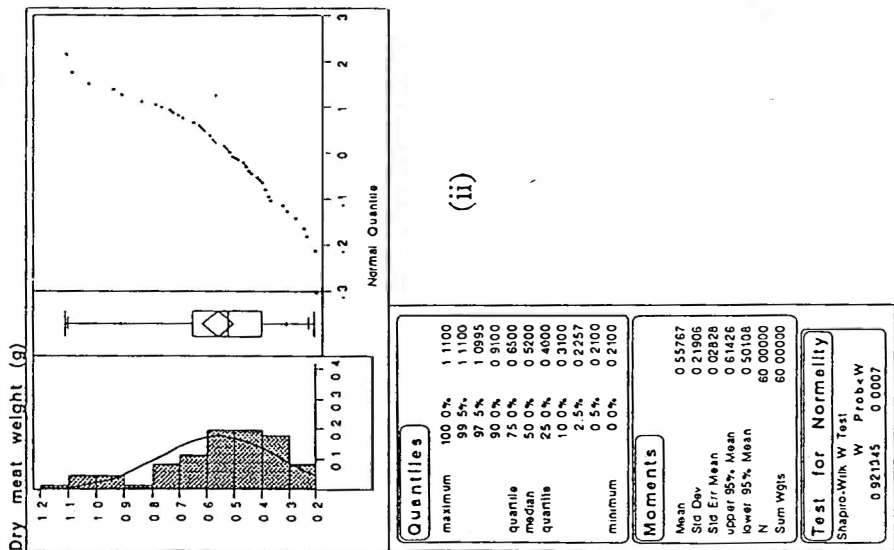 Dry meat weight (g)
1 2
1 1
1 0
0 9
0 8
0 7
0 6
0 5
0 4
0 3
0 2
0 1 0 2 0 3 0 4
-3 -2 -1 0 1 2 3
Normal Quantile
Quantiles
maximum 100 0% 1 1100
99 5% 1 1100
97 5% 1 0995
90 0% 0 9100
quartile 75 0% 0 6500
median 50 0% 0 5200
quartile 25 0% 0 4000
10 0% 0 3100
2.5% 0 2257
0 5% 0 2100
minimum 0 0% 0 2100
Moments
Mean 0 55767
Std Dev 0 21906
Std Err Mean 0 02828
upper 95% Mean 0 61426
lower 95% Mean 0 50108
N 60 00000
Sum Wgts 60 00000
Test for Normality
Shapiro-Wilk W Test
W Prob<W
0 921345 0 0007
(ii)